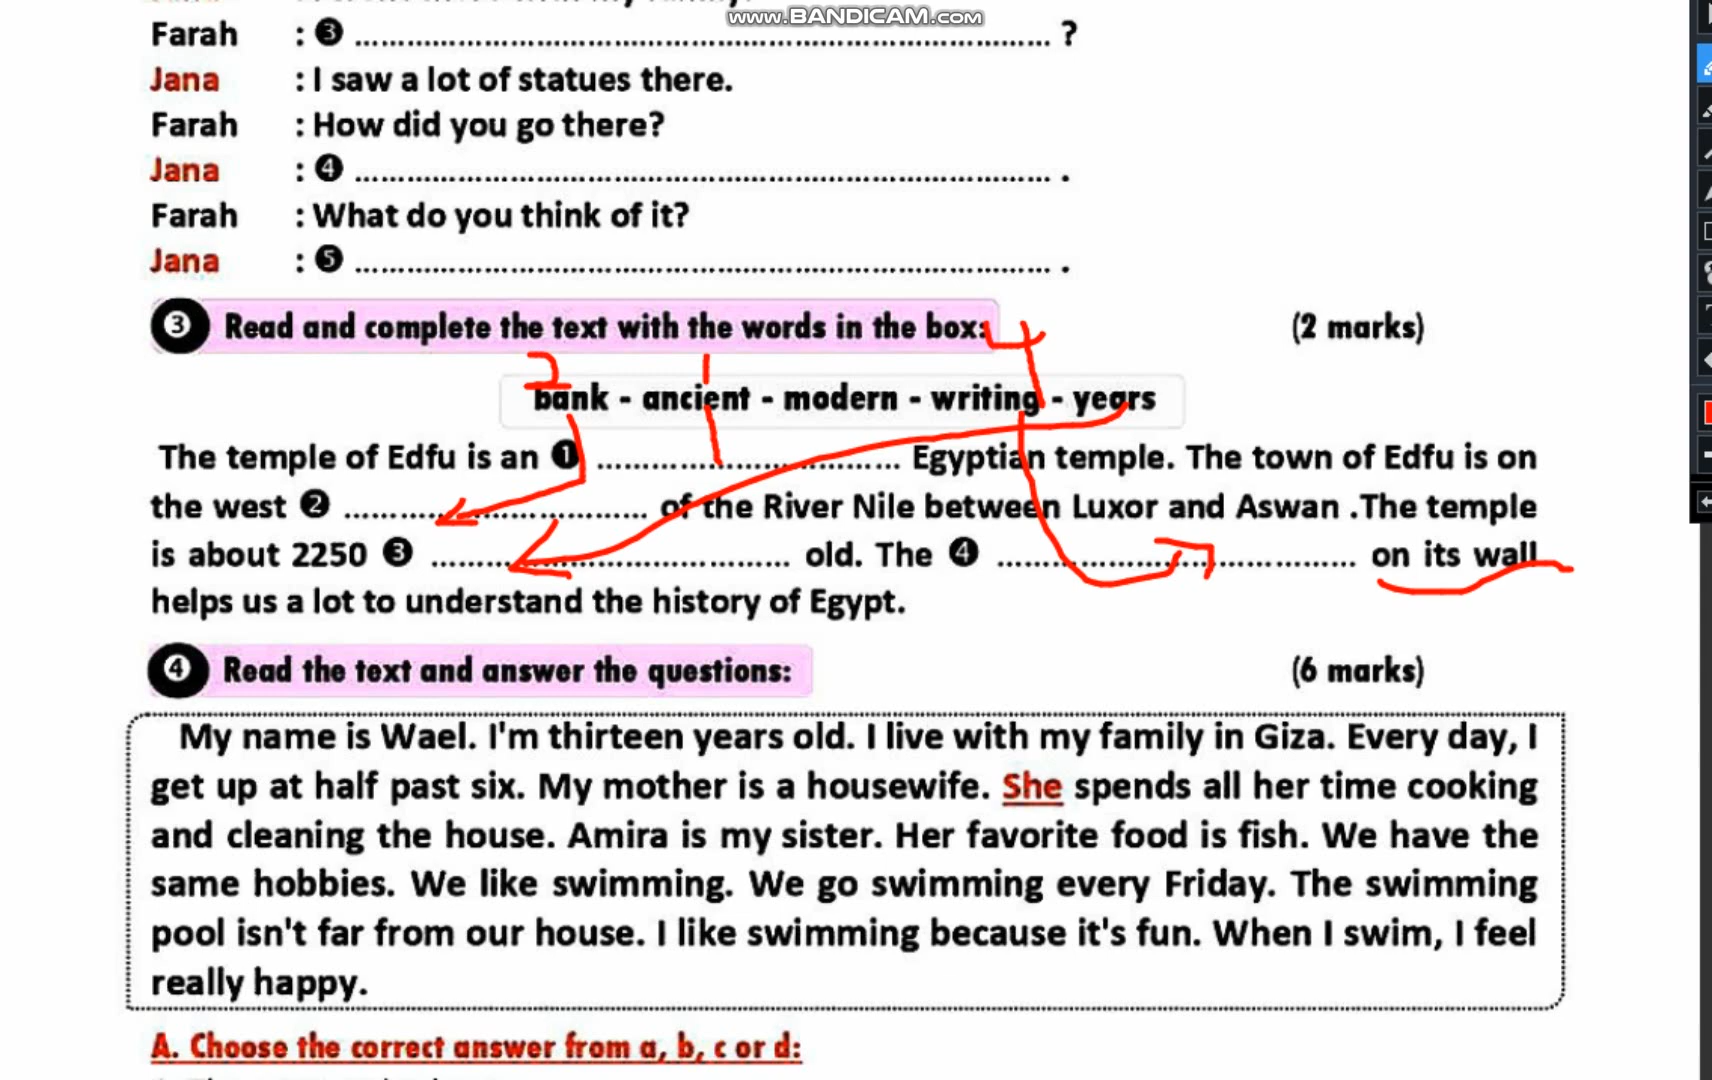 www.BANDICAM.com
Farah : ❸ ........................................ ?
Jana : I saw a lot of statues there.
Farah : How did you go there?
Jana : ❹ ........................................ .
Farah : What do you think of it?
Jana : ❺ ........................................ .
❸ Read and complete the text with the words in the box: (2 marks)
4
2 1
bank - ancient - modern - writing - years
The temple of Edfu is an ❶ .............................. Egyptian temple. The town of Edfu is on
the west ❷ .............................. of the River Nile between Luxor and Aswan .The temple
is about 2250 ❸ .............................. old. The ❹ .............................. on its wall
helps us a lot to understand the history of Egypt.
❹ Read the text and answer the questions: (6 marks)
My name is Wael. I'm thirteen years old. I live with my family in Giza. Every day, I
get up at half past six. My mother is a housewife. She spends all her time cooking
and cleaning the house. Amira is my sister. Her favorite food is fish. We have the
same hobbies. We like swimming. We go swimming every Friday. The swimming
pool isn't far from our house. I like swimming because it's fun. When I swim, I feel
really happy.
A. Choose the correct answer from a, b, c or d: